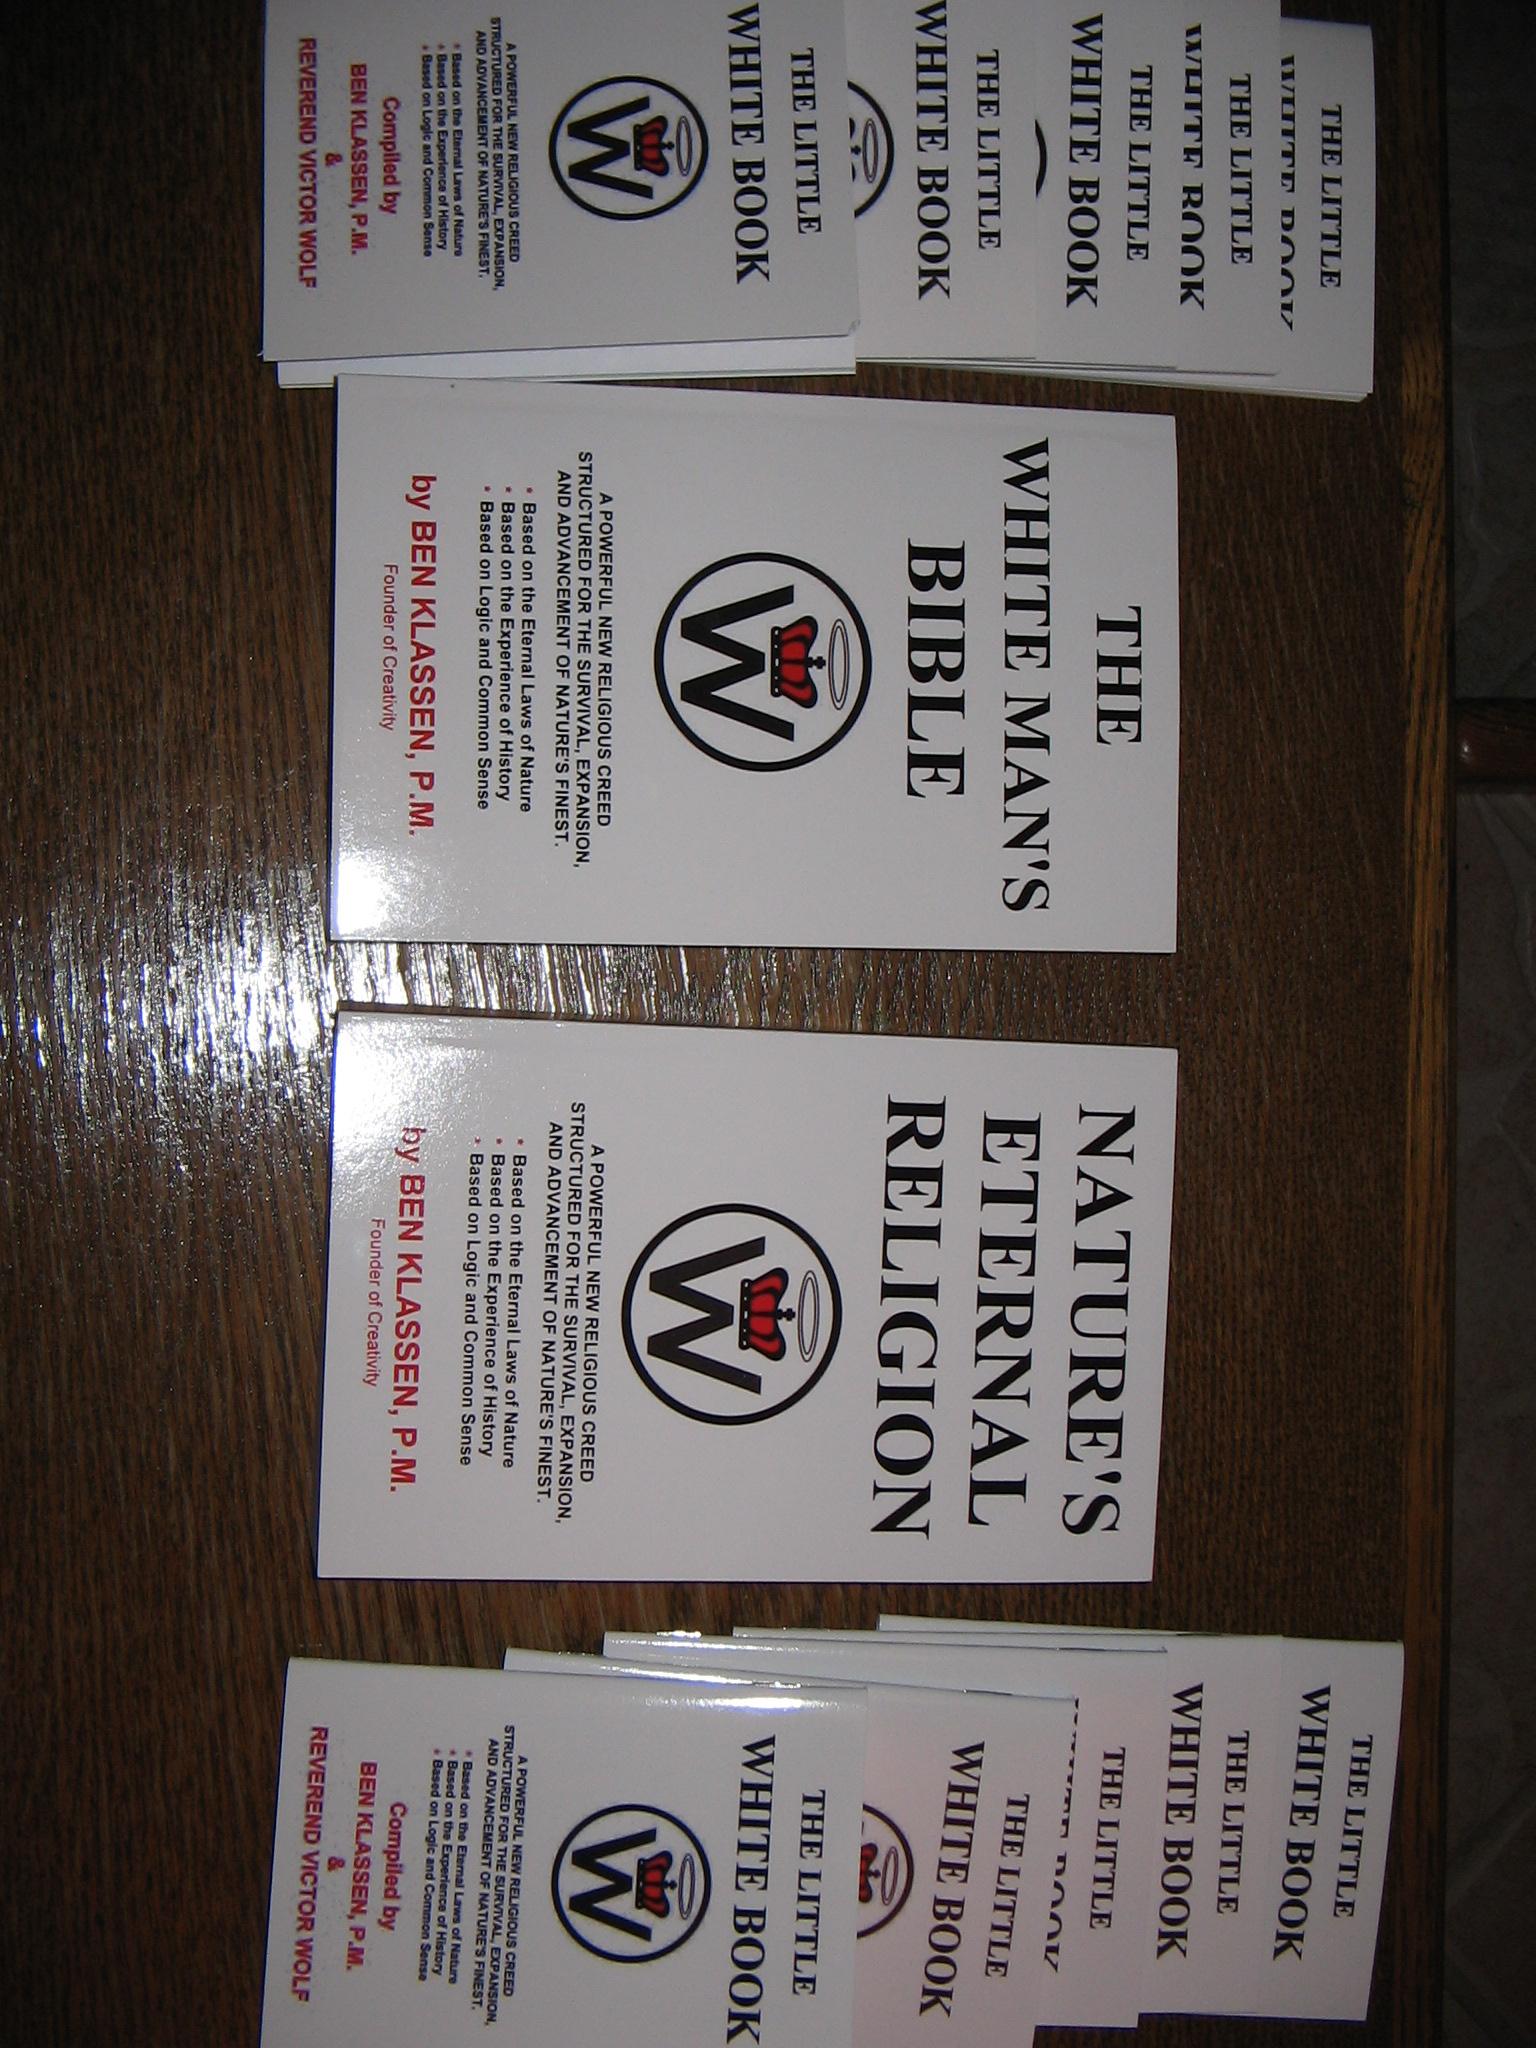 THE LITTLE
WHITE BOOK
THE LITTLE
WHITE BOOK
THE LITTLE
WHITE BOOK
THE LITTLE
WHITE BOOK
THE LITTLE
WHITE BOOK
W
A POWERFUL NEW RELIGIOUS CREED
STRUCTURED FOR THE SURVIVAL, EXPANSION,
AND ADVANCEMENT OF NATURE'S FINEST.
* Based on the Eternal Laws of Nature
* Based on the Experience of History
* Based on Logic and Common Sense
Compiled by
BEN KLASSEN, P.M.
&
REVEREND VICTOR WOLF
THE
WHITE MAN'S
BIBLE
W
A POWERFUL NEW RELIGIOUS CREED
STRUCTURED FOR THE SURVIVAL, EXPANSION,
AND ADVANCEMENT OF NATURE'S FINEST.
* Based on the Eternal Laws of Nature
* Based on the Experience of History
* Based on Logic and Common Sense
by BEN KLASSEN, P.M.
Founder of Creativity
NATURE'S
ETERNAL
RELIGION
W
A POWERFUL NEW RELIGIOUS CREED
STRUCTURED FOR THE SURVIVAL, EXPANSION,
AND ADVANCEMENT OF NATURE'S FINEST.
* Based on the Eternal Laws of Nature
* Based on the Experience of History
* Based on Logic and Common Sense
by BEN KLASSEN, P.M.
Founder of Creativity
THE LITTLE
WHITE BOOK
THE LITTLE
WHITE BOOK
THE LITTLE
WHITE BOOK
THE LITTLE
WHITE BOOK
THE LITTLE
WHITE BOOK
W
A POWERFUL NEW RELIGIOUS CREED
STRUCTURED FOR THE SURVIVAL, EXPANSION,
AND ADVANCEMENT OF NATURE'S FINEST.
* Based on the Eternal Laws of Nature
* Based on the Experience of History
* Based on Logic and Common Sense
Compiled by
BEN KLASSEN, P.M.
&
REVEREND VICTOR WOLF